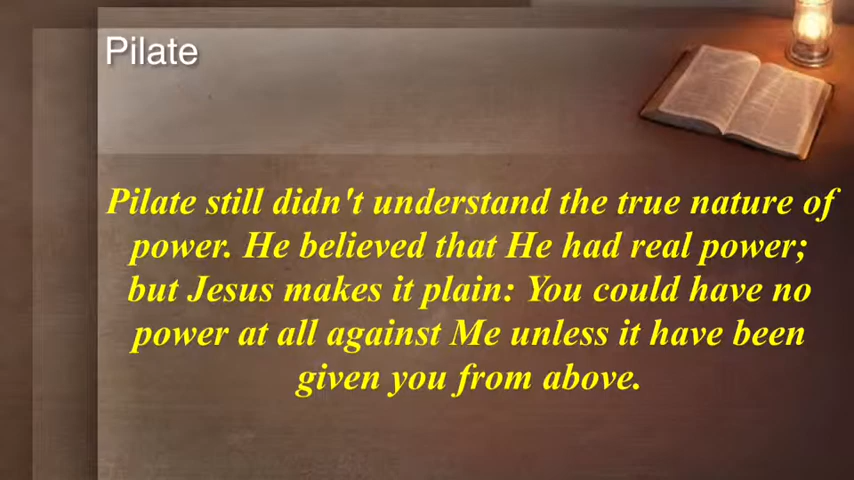 Pilate
Pilate still didn't understand the true nature of
power. He believed that He had real power;
but Jesus makes it plain: You could have no
power at all against Me unless it have been
given you from above.